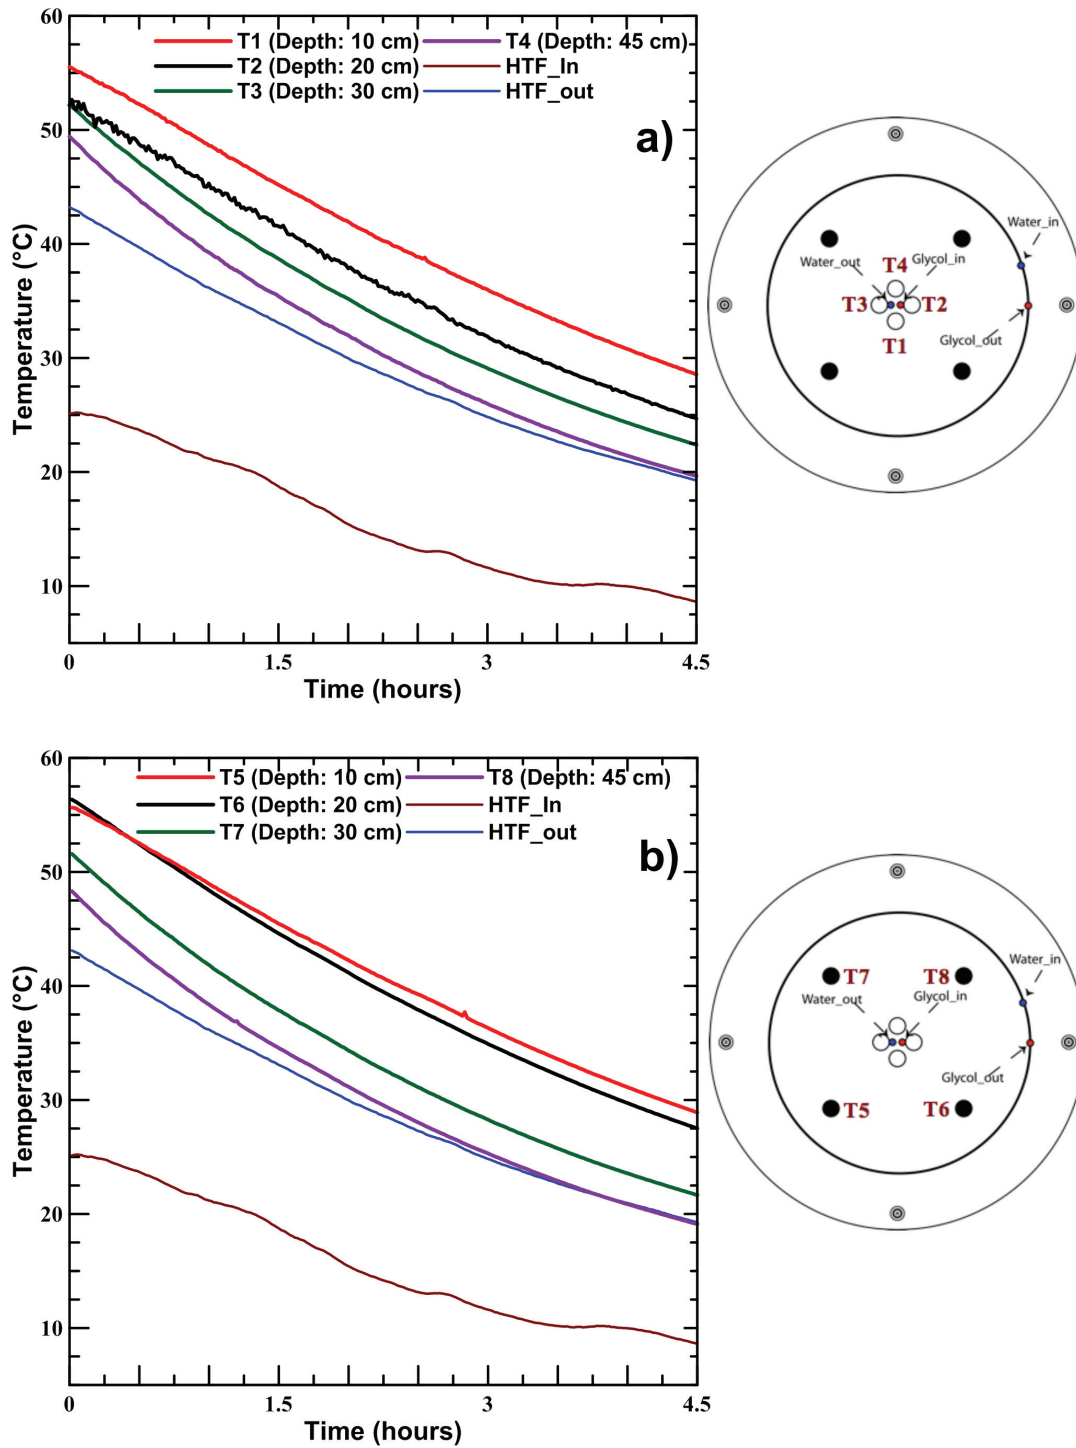 60
50
40
30
20
10
Temperature (°C)
T1 (Depth: 10 cm)
T2 (Depth: 20 cm)
T3 (Depth: 30 cm)
T4 (Depth: 45 cm)
HTF_In
HTF_out
a)
0 1.5 3 4.5
Time (hours)
Water_in
Water_out
Glycol_in
T4
T3
T2
T1
Glycol_out
60
50
40
30
20
10
Temperature (°C)
T5 (Depth: 10 cm)
T6 (Depth: 20 cm)
T7 (Depth: 30 cm)
T8 (Depth: 45 cm)
HTF_In
HTF_out
b)
0 1.5 3 4.5
Time (hours)
Water_in
T7
T8
Water_out
Glycol_in
Glycol_out
T5
T6